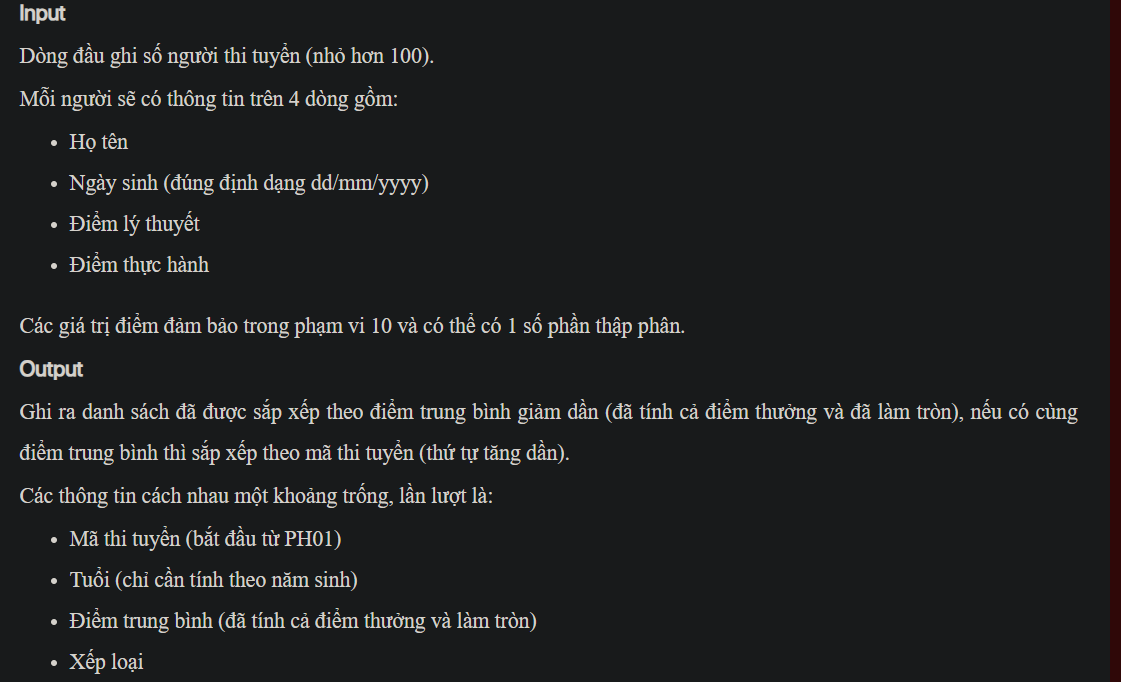 Input
Dòng đầu ghi số người thi tuyển (nhỏ hơn 100).
Mỗi người sẽ có thông tin trên 4 dòng gồm:
• Họ tên
• Ngày sinh (đúng định dạng dd/mm/yyyy)
• Điểm lý thuyết
• Điểm thực hành
Các giá trị điểm đảm bảo trong phạm vi 10 và có thể có 1 số phần thập phân.
Output
Ghi ra danh sách đã được sắp xếp theo điểm trung bình giảm dần (đã tính cả điểm thưởng và đã làm tròn), nếu có cùng
điểm trung bình thì sắp xếp theo mã thi tuyển (thứ tự tăng dần).
Các thông tin cách nhau một khoảng trống, lần lượt là:
• Mã thi tuyển (bắt đầu từ PH01)
• Tuổi (chỉ cần tính theo năm sinh)
• Điểm trung bình (đã tính cả điểm thưởng và làm tròn)
• Xếp loại